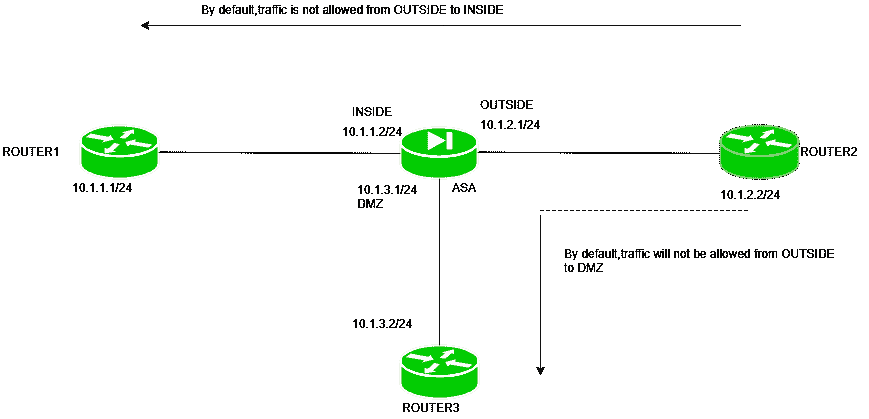 By default,traffic is not allowed from OUTSIDE to INSIDE
INSIDE
OUTSIDE
10.1.1.2/24
10.1.2.1/24
ROUTER1
ROUTER2
10.1.1.1/24
10.1.3.1/24
ASA
DMZ
10.1.2.2/24
By default,traffic will not be allowed from OUTSIDE
to DMZ
10.1.3.2/24
ROUTER3